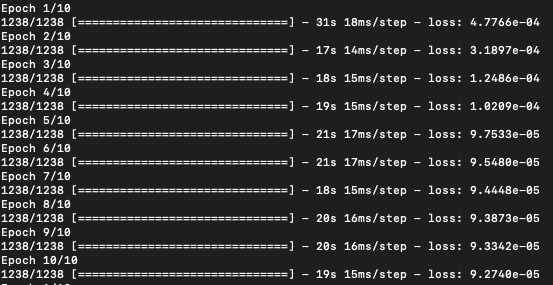 Epoch 1/10
1238/1238 [==============================] - 31s 18ms/step - loss: 4.7766e-04
Epoch 2/10
1238/1238 [==============================] - 17s 14ms/step - loss: 3.1897e-04
Epoch 3/10
1238/1238 [==============================] - 18s 15ms/step - loss: 1.2486e-04
Epoch 4/10
1238/1238 [==============================] - 19s 15ms/step - loss: 1.0209e-04
Epoch 5/10
1238/1238 [==============================] - 21s 17ms/step - loss: 9.7533e-05
Epoch 6/10
1238/1238 [==============================] - 21s 17ms/step - loss: 9.5480e-05
Epoch 7/10
1238/1238 [==============================] - 18s 15ms/step - loss: 9.4448e-05
Epoch 8/10
1238/1238 [==============================] - 20s 16ms/step - loss: 9.3873e-05
Epoch 9/10
1238/1238 [==============================] - 20s 16ms/step - loss: 9.3342e-05
Epoch 10/10
1238/1238 [==============================] - 19s 15ms/step - loss: 9.2740e-05